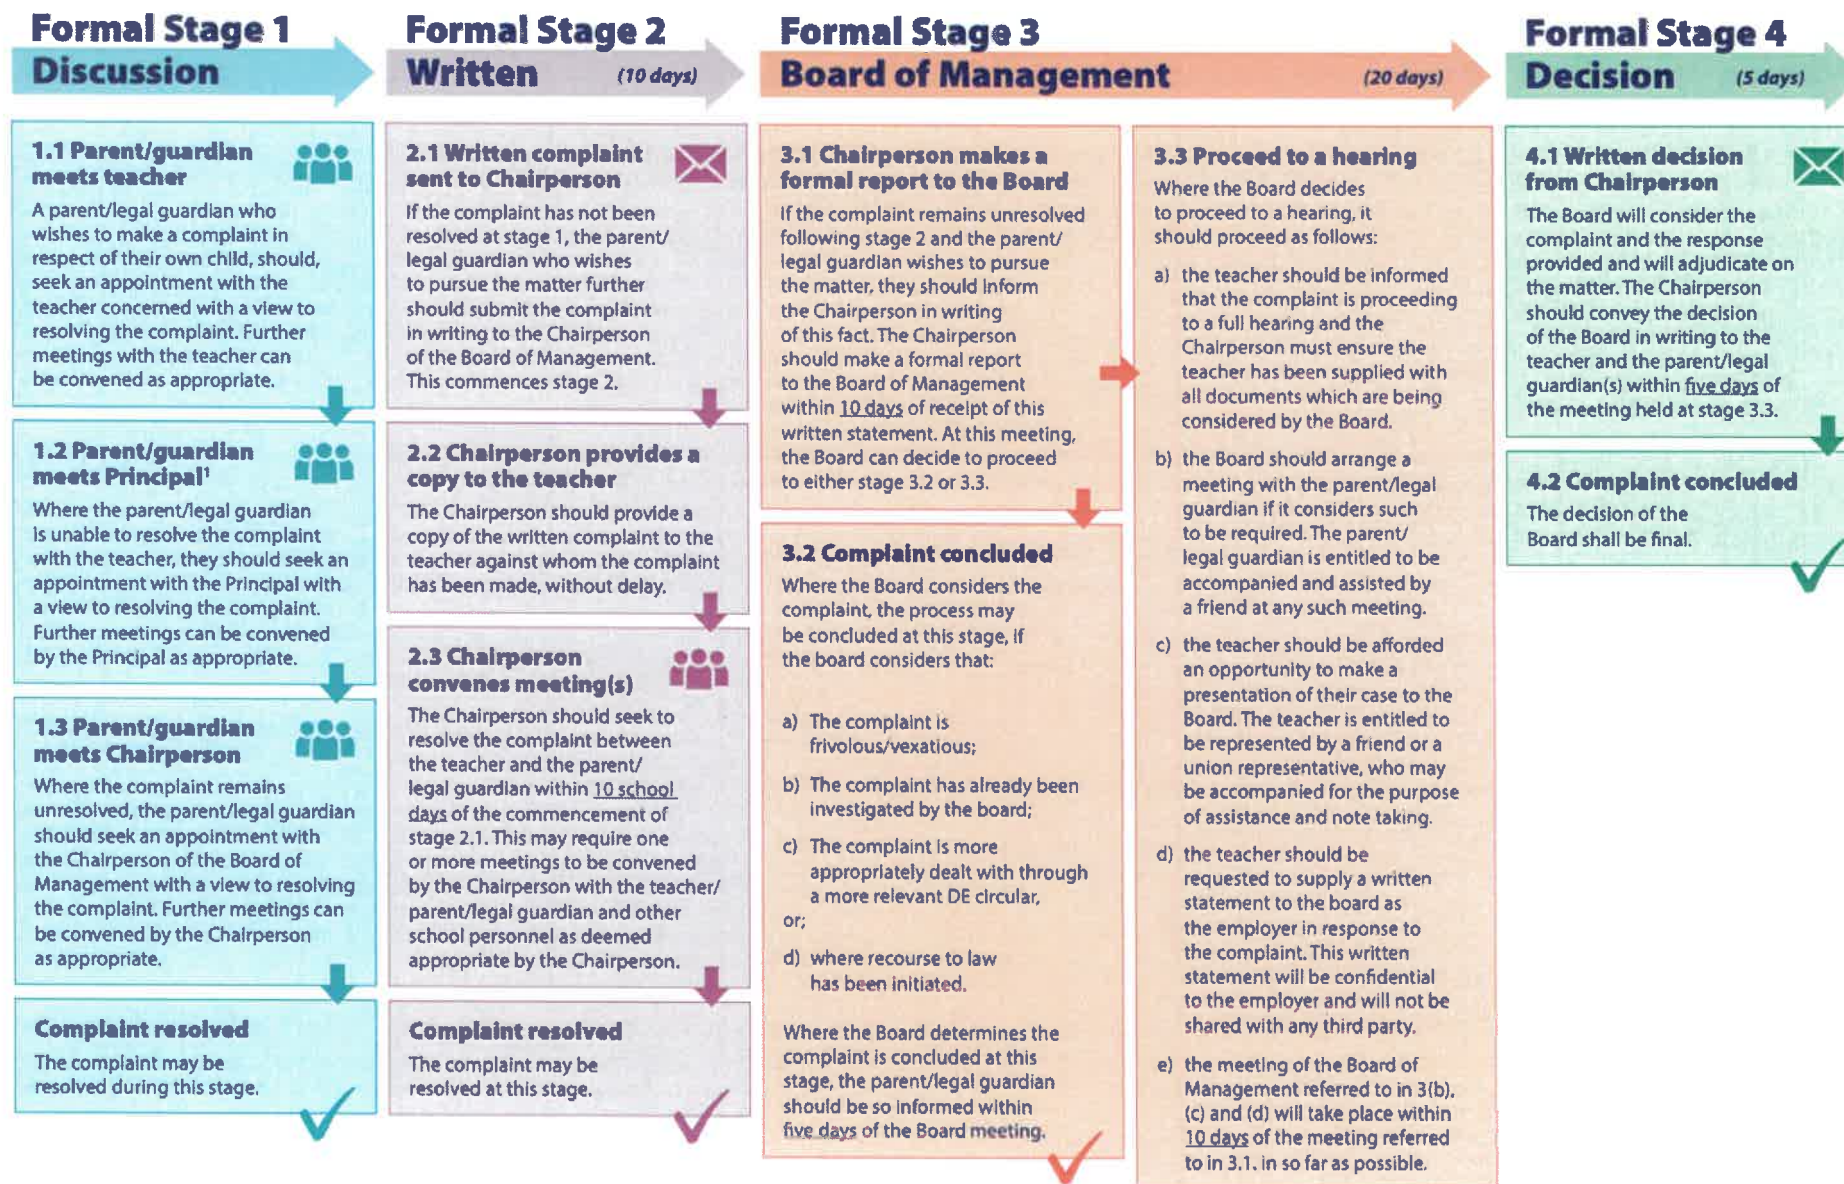 Formal Stage 1
Discussion
1.1 Parent/guardian
meets teacher
A parent/legal guardian who
wishes to make a complaint in
respect of their own child, should,
seek an appointment with the
teacher concerned with a view to
resolving the complaint. Further
meetings with the teacher can
be convened as appropriate.
1.2 Parent/guardian
meets Principal¹
Where the parent/legal guardian
is unable to resolve the complaint
with the teacher, they should seek an
appointment with the Principal with
a view to resolving the complaint.
Further meetings can be convened
by the Principal as appropriate.
1.3 Parent/guardian
meets Chairperson
Where the complaint remains
unresolved, the parent/legal guardian
should seek an appointment with
the Chairperson of the Board of
Management with a view to resolving
the complaint. Further meetings can
be convened by the Chairperson
as appropriate.
Complaint resolved
The complaint may be
resolved during this stage.
Formal Stage 2
Written (10 days)
2.1 Written complaint
sent to Chairperson
If the complaint has not been
resolved at stage 1, the parent/
legal guardian who wishes
to pursue the matter further
should submit the complaint
in writing to the Chairperson
of the Board of Management.
This commences stage 2.
2.2 Chairperson provides a
copy to the teacher
The Chairperson should provide a
copy of the written complaint to the
teacher against whom the complaint
has been made, without delay.
2.3 Chairperson
convenes meeting(s)
The Chairperson should seek to
resolve the complaint between
the teacher and the parent/
legal guardian within 10 school
days of the commencement of
stage 2.1. This may require one
or more meetings to be convened
by the Chairperson with the teacher/
parent/legal guardian and other
school personnel as deemed
appropriate by the Chairperson.
Complaint resolved
The complaint may be
resolved at this stage.
Formal Stage 3
Board of Management (20 days)
3.1 Chairperson makes a
formal report to the Board
If the complaint remains unresolved
following stage 2 and the parent/
legal guardian wishes to pursue
the matter, they should inform
the Chairperson in writing
of this fact. The Chairperson
should make a formal report
to the Board of Management
within 10 days of receipt of this
written statement. At this meeting,
the Board can decide to proceed
to either stage 3.2 or 3.3.
3.2 Complaint concluded
Where the Board considers the
complaint, the process may
be concluded at this stage, if
the board considers that:
a) The complaint is
frivolous/vexatious;
b) The complaint has already been
investigated by the board;
c) The complaint is more
appropriately dealt with through
a more relevant DE circular,
or;
d) where recourse to law
has been initiated.
Where the Board determines the
complaint is concluded at this
stage, the parent/legal guardian
should be so informed within
five days of the Board meeting.
3.3 Proceed to a hearing
Where the Board decides
to proceed to a hearing, it
should proceed as follows:
a) the teacher should be informed
that the complaint is proceeding
to a full hearing and the
Chairperson must ensure the
teacher has been supplied with
all documents which are being
considered by the Board.
b) the Board should arrange a
meeting with the parent/legal
guardian if it considers such
to be required. The parent/
legal guardian is entitled to be
accompanied and assisted by
a friend at any such meeting.
c) the teacher should be afforded
an opportunity to make a
presentation of their case to the
Board. The teacher is entitled to
be represented by a friend or a
union representative, who may
be accompanied for the purpose
of assistance and note taking.
d) the teacher should be
requested to supply a written
statement to the board as
the employer in response to
the complaint. This written
statement will be confidential
to the employer and will not be
shared with any third party.
e) the meeting of the Board of
Management referred to in 3(b),
(c) and (d) will take place within
10 days of the meeting referred
to in 3.1. in so far as possible.
Formal Stage 4
Decision (5 days)
4.1 Written decision
from Chairperson
The Board will consider the
complaint and the response
provided and will adjudicate on
the matter. The Chairperson
should convey the decision
of the Board in writing to the
teacher and the parent/legal
guardian(s) within five days of
the meeting held at stage 3.3.
4.2 Complaint concluded
The decision of the
Board shall be final.